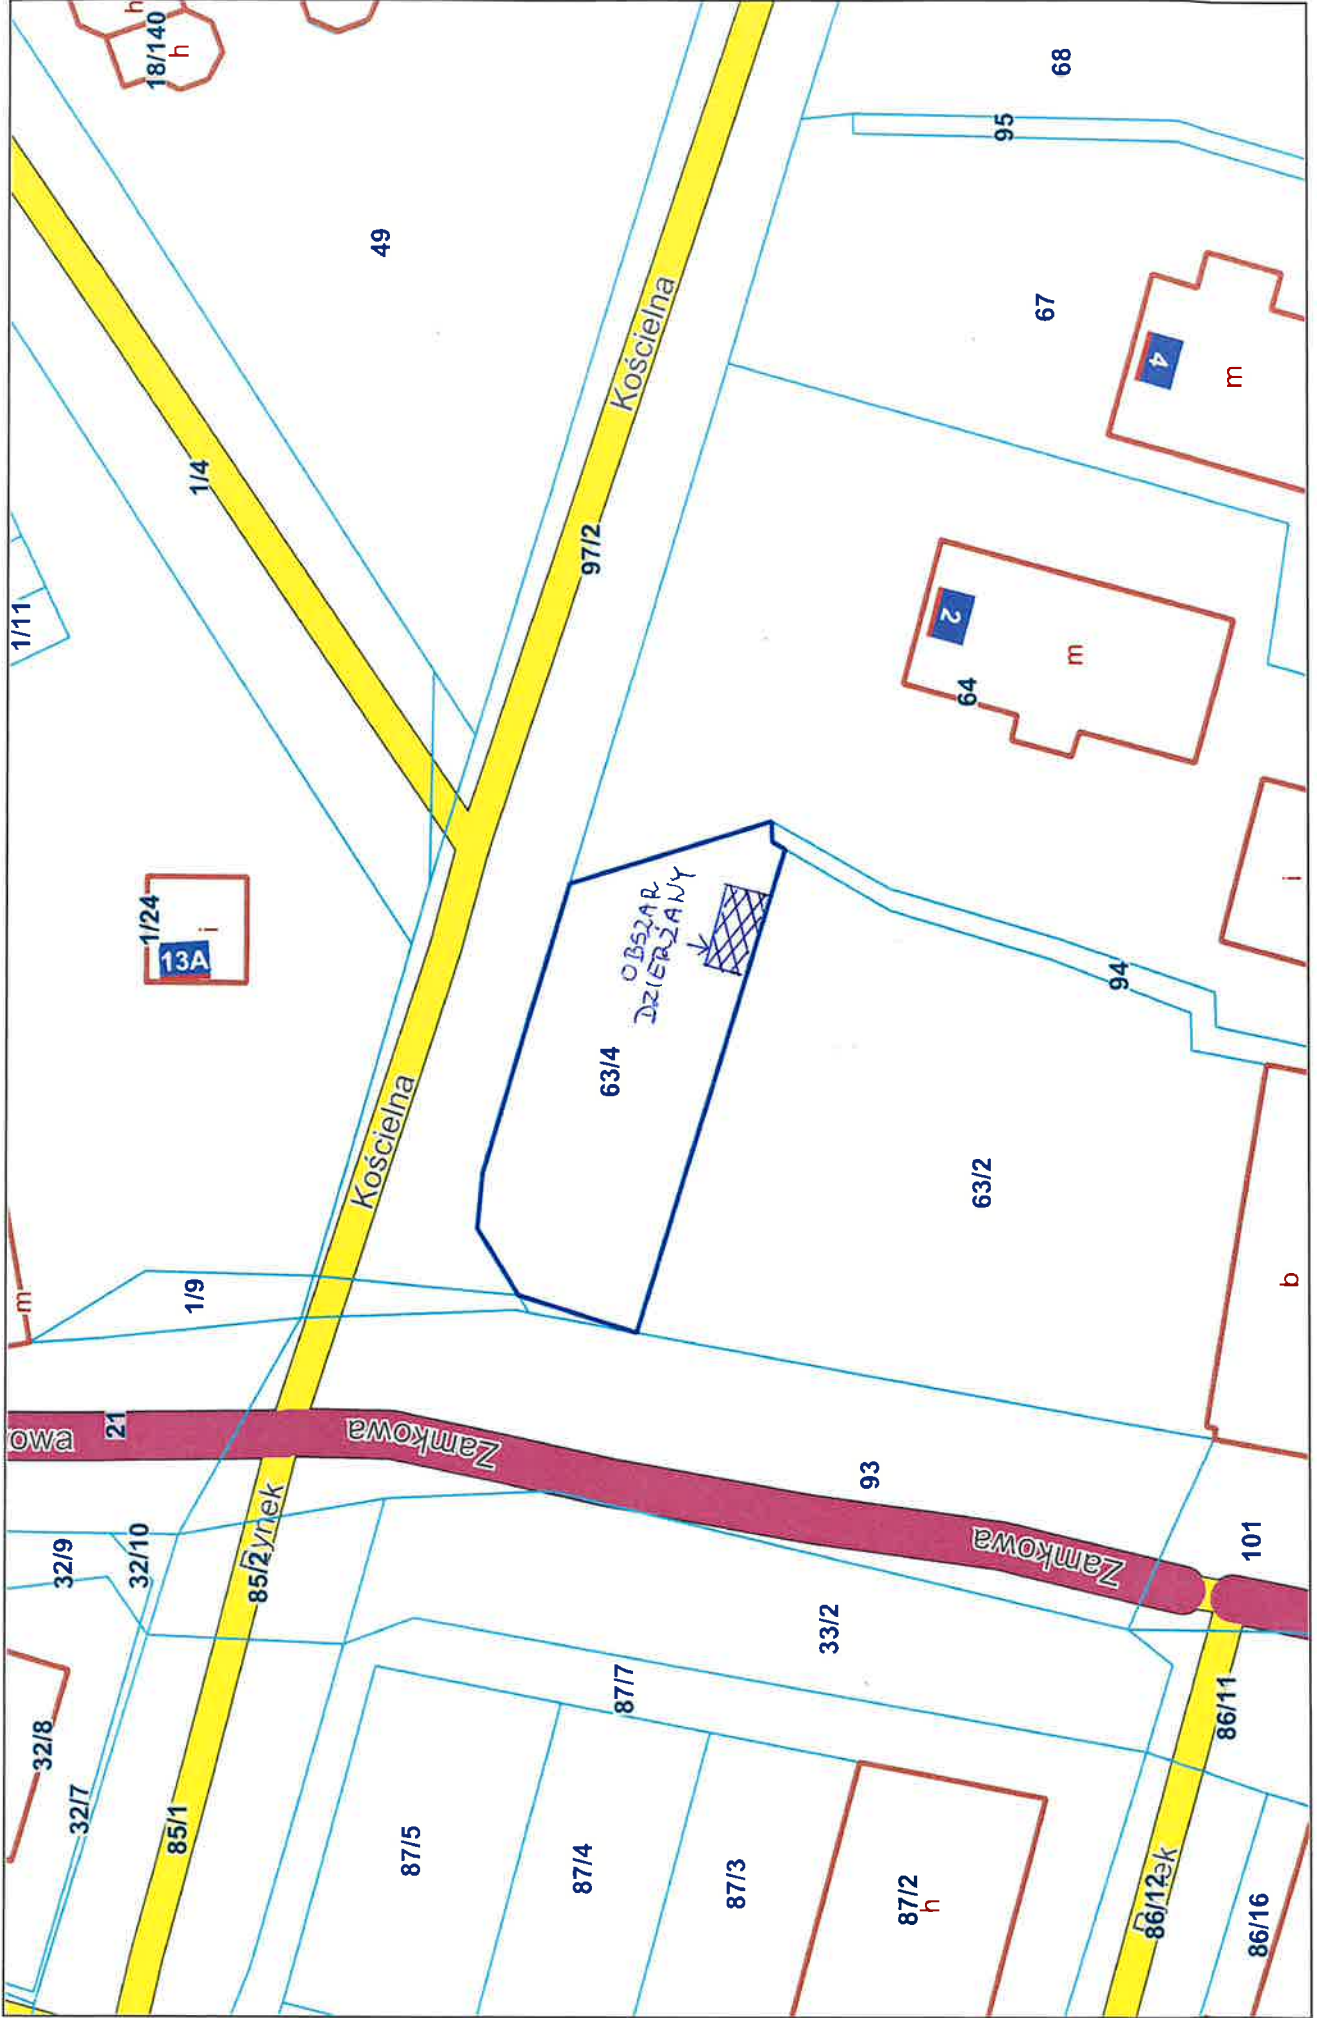 32/8
32/7
32/9
32/10
85/1
85/2
Rynek
21
owa
m
1/9
1/11
1/24
13A
i
1/4
18/140
h
h
49
Kościelna
Zamkowa
97/2
Kościelna
87/5
87/4
87/7
87/3
87/2
h
33/2
93
Zamkowa
63/4
OBSZAR
DZIERŻAWY
63/2
64
2
m
94
67
4
m
95
68
86/12
Rynek
86/11
86/16
101
b
i